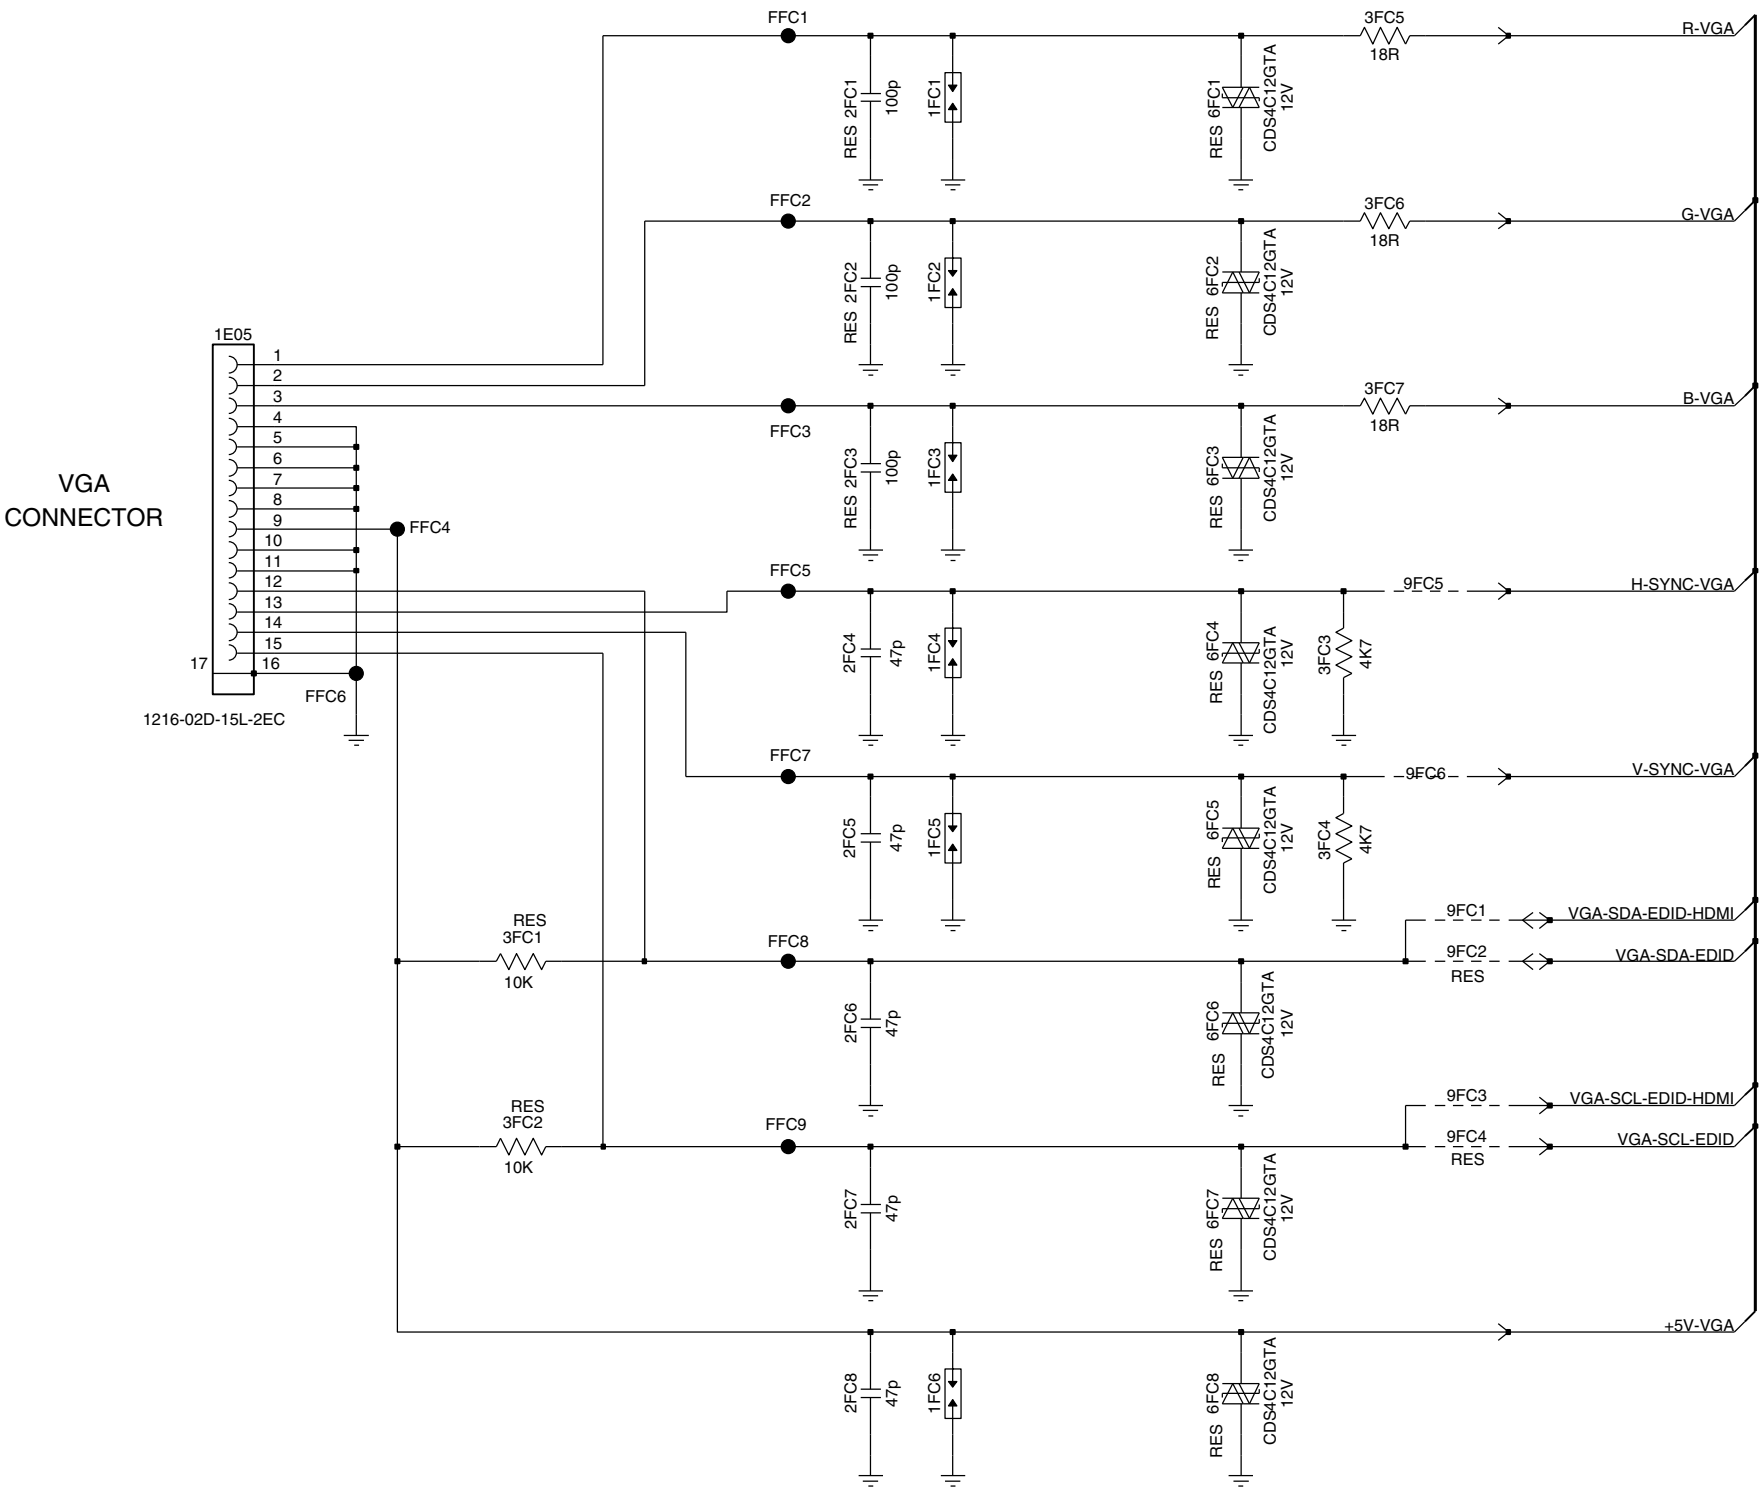 FFC1
3FC5
18R
R-VGA
RES 2FC1
100p
1FC1
RES 6FC1
CDS4C12GTA
12V
FFC2
3FC6
18R
G-VGA
RES 2FC2
100p
1FC2
RES 6FC2
CDS4C12GTA
12V
VGA
CONNECTOR
1E05
1
2
3
4
5
6
7
8
9
10
11
12
13
14
15
16
17
1216-02D-15L-2EC
FFC4
FFC6
FFC3
3FC7
18R
B-VGA
RES 2FC3
100p
1FC3
RES 6FC3
CDS4C12GTA
12V
FFC5
9FC5
H-SYNC-VGA
2FC4
47p
1FC4
RES 6FC4
CDS4C12GTA
12V
3FC3
4K7
FFC7
9FC6
V-SYNC-VGA
2FC5
47p
1FC5
RES 6FC5
CDS4C12GTA
12V
3FC4
4K7
RES
3FC1
10K
FFC8
9FC1
VGA-SDA-EDID-HDMI
9FC2
RES
VGA-SDA-EDID
2FC6
47p
RES 6FC6
CDS4C12GTA
12V
RES
3FC2
10K
FFC9
9FC3
VGA-SCL-EDID-HDMI
9FC4
RES
VGA-SCL-EDID
2FC7
47p
RES 6FC7
CDS4C12GTA
12V
+5V-VGA
2FC8
47p
1FC6
RES 6FC8
CDS4C12GTA
12V